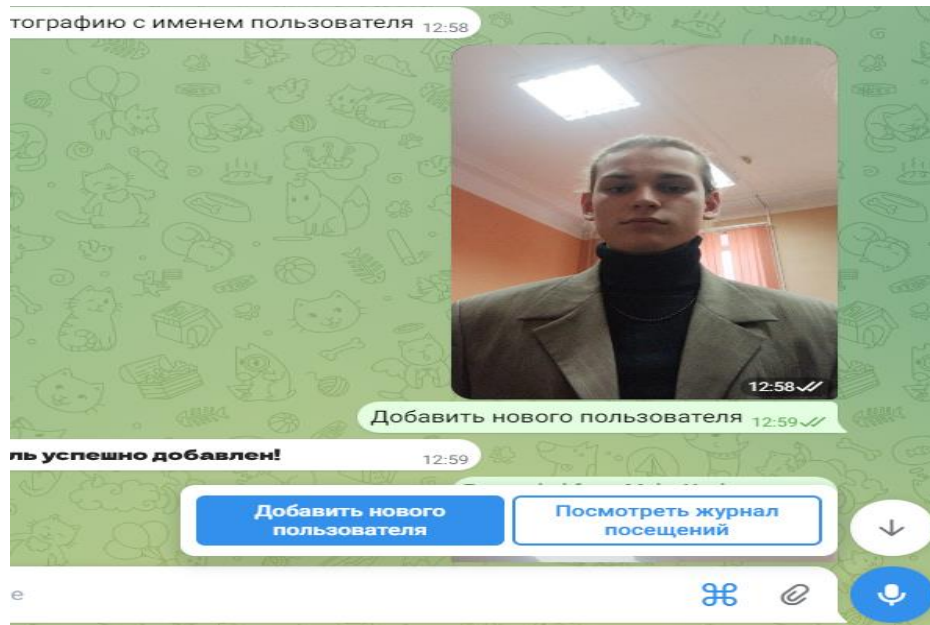 тографию с именем пользователя 12:58
12:58
Добавить нового пользователя 12:59
ль успешно добавлен! 12:59
Добавить нового
пользователя
Посмотреть журнал
посещений
е